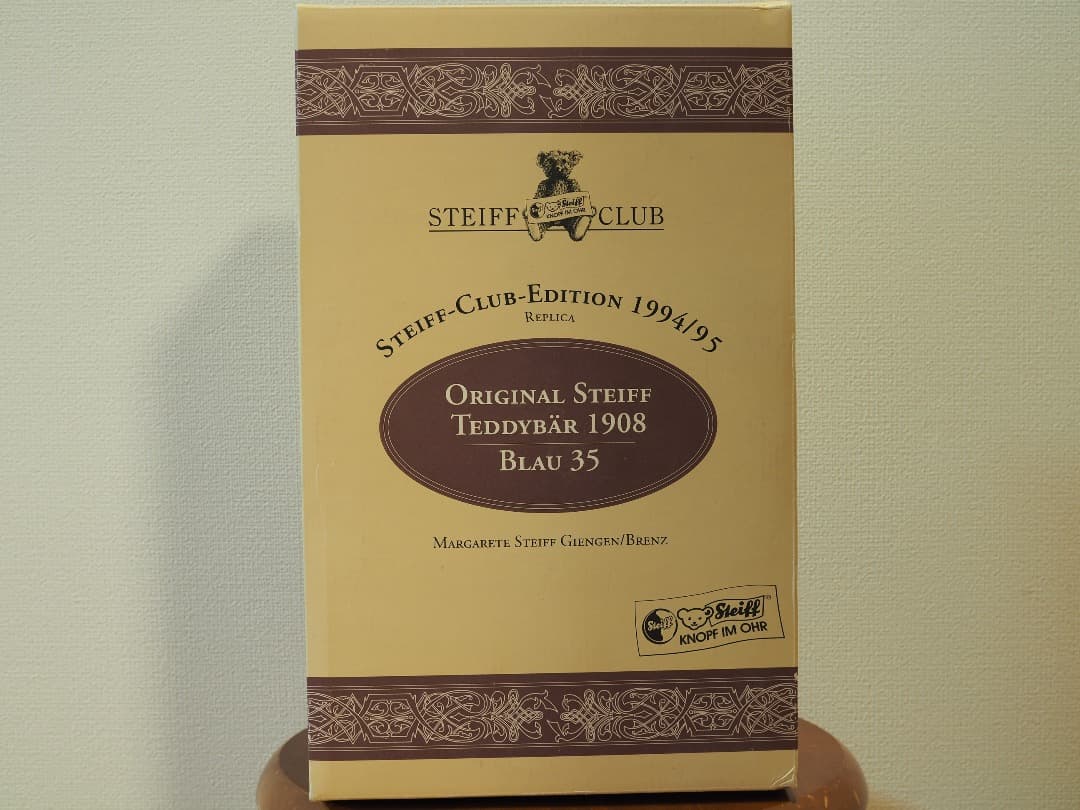 STEIFF CLUB
Steiff
KNOPF IM OHR
STEIFF-CLUB-EDITION 1994/95
REPLICA
ORIGINAL STEIFF
TEDDYBÄR 1908
BLAU 35
MARGARETE STEIFF GIENGEN/BRENZ
Steiff Steiff
KNOPF IM OHR